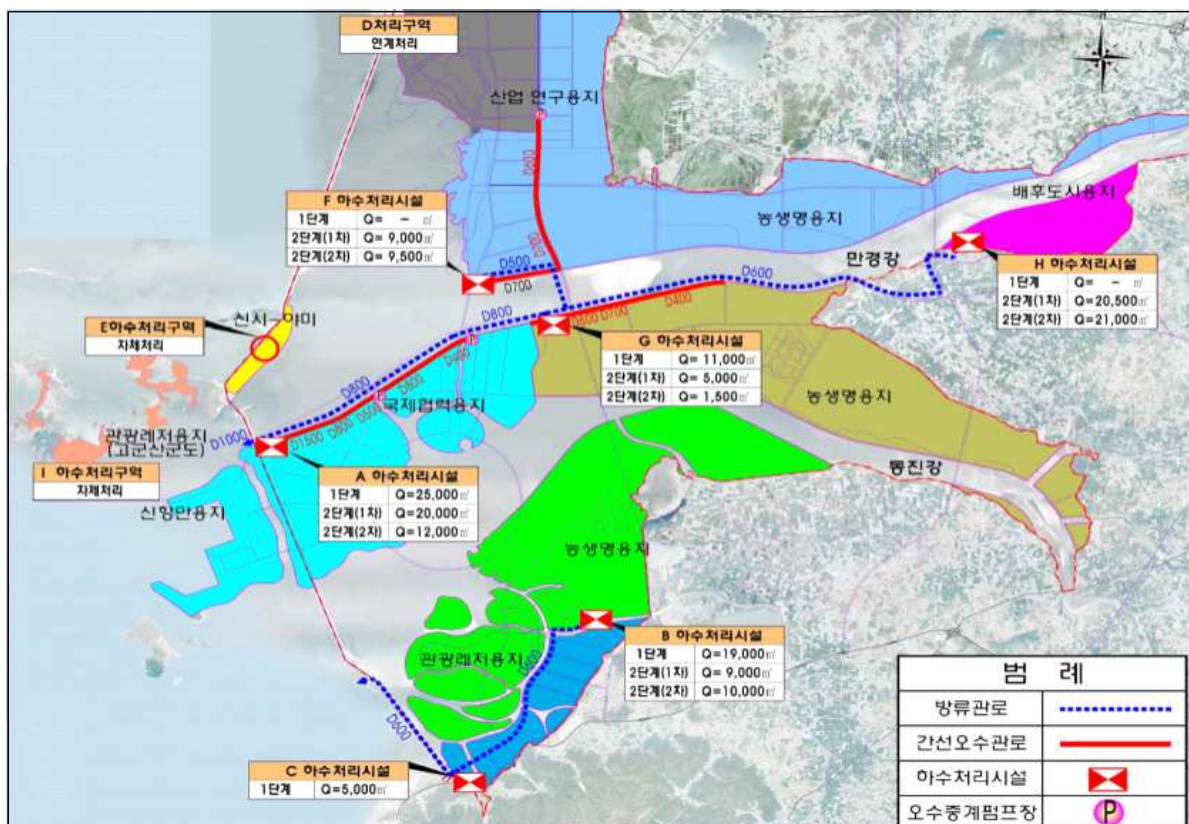 D처리구역
연계처리
산업 연구용지
D500
D700
F 하수처리시설
1단계 Q= - ㎥
2단계(1차) Q= 9,000㎥
2단계(2차) Q= 9,500㎥
D500
D700
배후도시용지
농생명용지
만경강
H 하수처리시설
1단계 Q= - ㎥
2단계(1차) Q=20,500㎥
2단계(2차) Q=21,000㎥
D600
D400
D700
D800
D800
P
신시-야미
E하수처리구역
자체처리
G 하수처리시설
1단계 Q= 11,000㎥
2단계(1차) Q= 5,000㎥
2단계(2차) Q= 1,500㎥
D800
국제협력용지
농생명용지
관광레저용지
(고군산군도)
D1000
D1500
D800
D500
I 하수처리구역
자체처리
A 하수처리시설
1단계 Q=25,000㎥
2단계(1차) Q=20,000㎥
2단계(2차) Q=12,000㎥
동진강
신항만용지
농생명용지
B 하수처리시설
1단계 Q=19,000㎥
2단계(1차) Q= 9,000㎥
2단계(2차) Q=10,000㎥
관광레저용지
D600
D600
C 하수처리시설
1단계 Q=5,000㎥
범 례
방류관로
간선오수관로
하수처리시설
오수중계펌프장 P